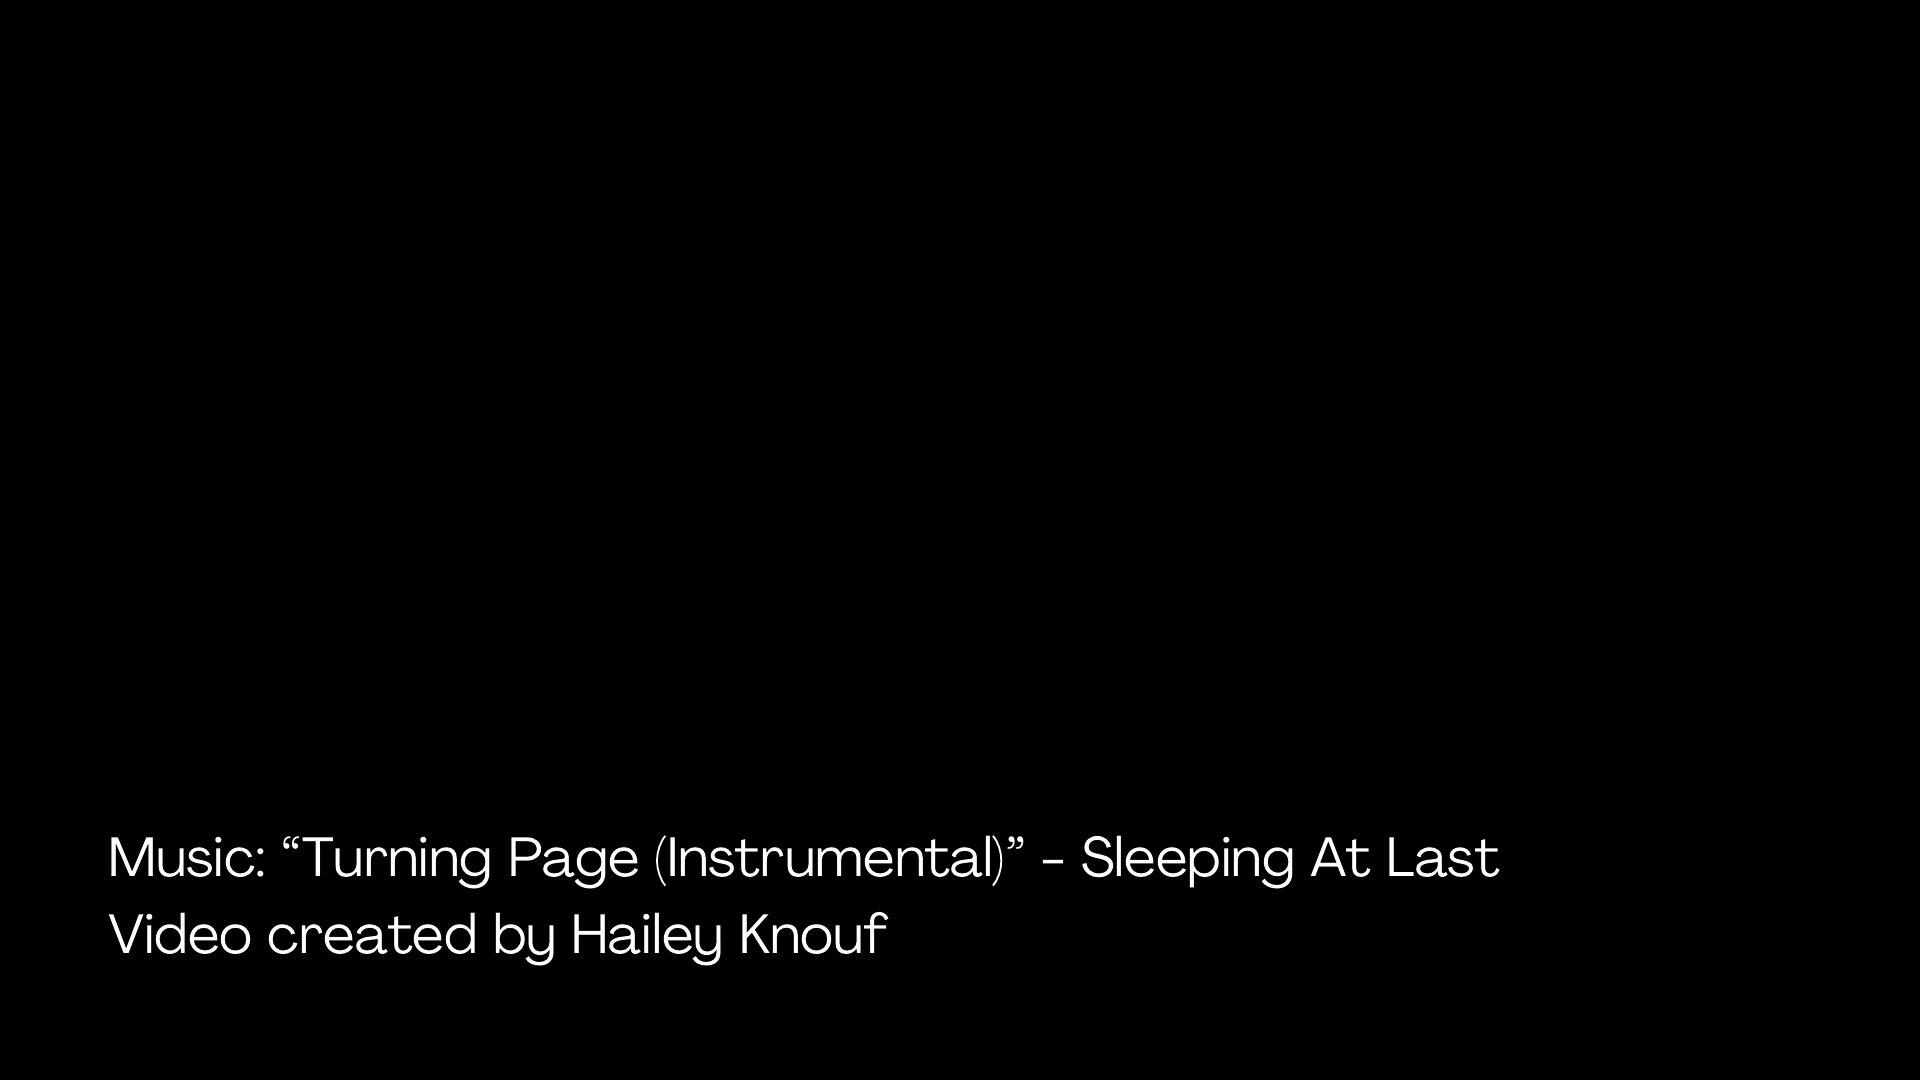 Music: “Turning Page (Instrumental)” - Sleeping At Last
Video created by Hailey Knouf